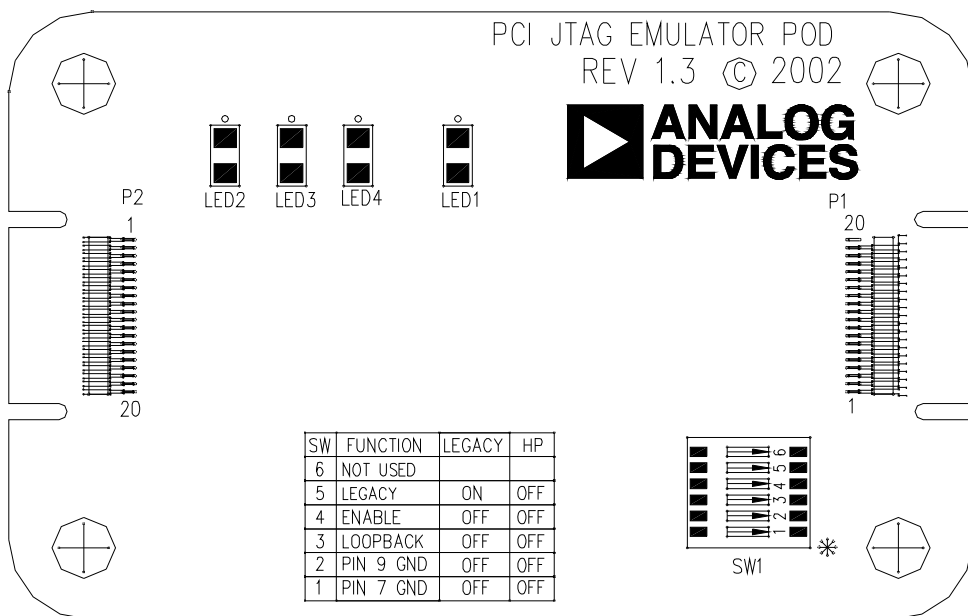 PCI JTAG EMULATOR POD
REV 1.3 © 2002
ANALOG
DEVICES
LED2 LED3 LED4 LED1
P2
1
20
P1
20
1
SW FUNCTION LEGACY HP
6 NOT USED
5 LEGACY ON OFF
4 ENABLE OFF OFF
3 LOOPBACK OFF OFF
2 PIN 9 GND OFF OFF
1 PIN 7 GND OFF OFF
6
5
4
3
2
1
SW1